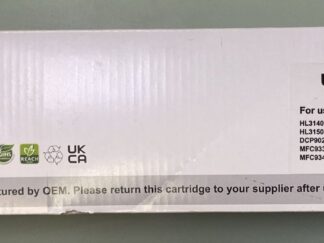 For us
HL3140
HL3150
DCP902
MFC933
MFC934
REACH
UK
CA
tured by OEM. Please return this cartridge to your supplier after u